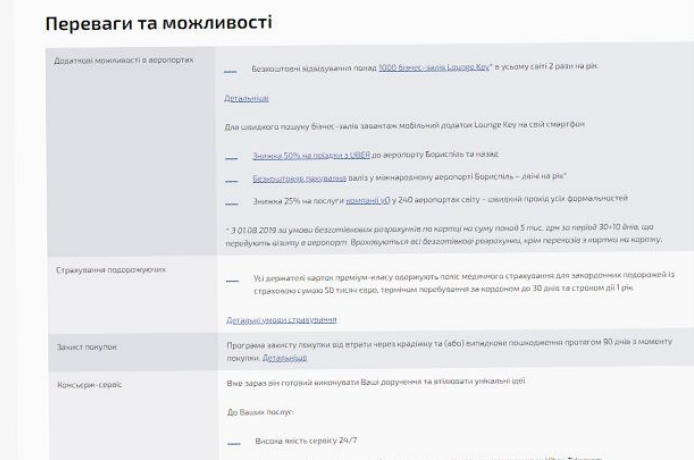 Переваги та можливості
Додаткові можливості в аеропортах
Безкоштовні відвідування понад 1000 бізнес-залів Lounge Key* в усьому світі 2 рази на рік
Детальніше
Для швидкого пошуку бізнес-залів завантаж мобільний додаток Lounge Key на свій смартфон
Знижка 50% на поїздки з UBER до аеропорту Бориспіль та назад
Безкоштовне пакування валіз у міжнародному аеропорті Бориспіль – двічі на рік*
Знижка 25% на послуги компанії yQ у 240 аеропортах світу – швидкий прохід усіх формальностей
* З 01.08.2019 за умови безготівкових розрахунків по картці на суму понад 5 тис. грн за період 30+10 днів, що
передують візиту в аеропорт. Враховуються всі безготівкові розрахунки, крім переказів з картки на картку.
Страхування подорожуючих
Усі держателі карток преміум-класу одержують поліс медичного страхування для закордонних подорожей із
страховою сумою 50 тисяч євро, терміном перебування за кордоном до 30 днів та строком дії 1 рік
Детальні умови страхування
Захист покупок
Програма захисту покупки від втрати через крадіжку та (або) випадкове пошкодження протягом 90 днів з моменту
покупки. Детальніше
Консьєрж-сервіс
Вже зараз він готовий виконувати Ваші доручення та втілювати унікальні ідеї
До Ваших послуг:
Висока якість сервісу 24/7